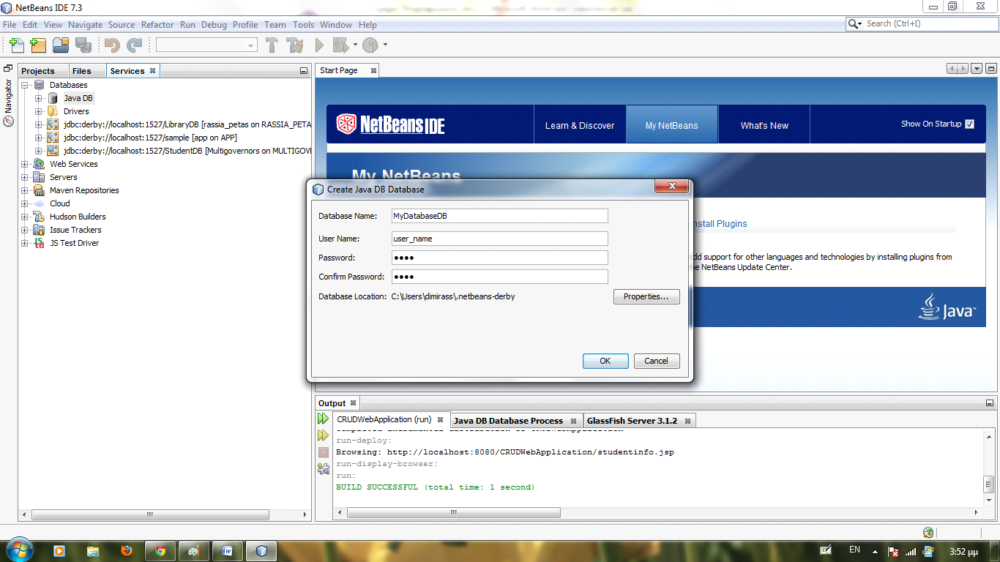 NetBeans IDE 7.3
File Edit View Navigate Source Refactor Run Debug Profile Team Tools Window Help
Search (Ctrl+I)
Navigator
Projects Files Services
Databases
Java DB
Drivers
jdbc:derby://localhost:1527/LibraryDB [rassia_petas on RASSIA_PETA
jdbc:derby://localhost:1527/sample [app on APP]
jdbc:derby://localhost:1527/StudentDB [Multigovernors on MULTIGOV
Web Services
Servers
Maven Repositories
Cloud
Hudson Builders
Issue Trackers
JS Test Driver
Start Page
NetBeans IDE
Learn & Discover
My NetBeans
What's New
Show On Startup
My NetBeans
nstall Plugins
dd support for other languages and technologies by installing plugins from
e NetBeans Update Center.
Java™
Create Java DB Database
Database Name: MyDatabaseDB
User Name: user_name
Password: ••••
Confirm Password: ••••
Database Location: C:\Users\dimirass\.netbeans-derby
Properties...
OK Cancel
Output
CRUDWebApplication (run) Java DB Database Process GlassFish Server 3.1.2
run-deploy:
Browsing: http://localhost:8080/CRUDWebApplication/studentinfo.jsp
run-display-browser:
run:
BUILD SUCCESSFUL (total time: 1 second)
EN
3:52 μμ